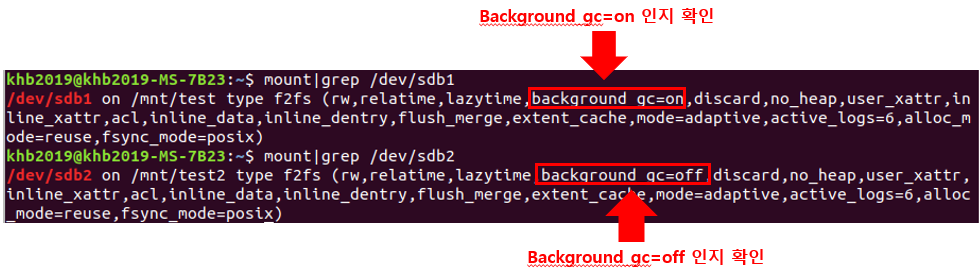 Background_gc=on 인지 확인
khb2019@khb2019-MS-7B23:~$ mount|grep /dev/sdb1
/dev/sdb1 on /mnt/test type f2fs (rw,relatime,lazytime,background_gc=on,discard,no_heap,user_xattr,in
line_xattr,acl,inline_data,inline_dentry,flush_merge,extent_cache,mode=adaptive,active_logs=6,alloc_m
ode=reuse,fsync_mode=posix)
khb2019@khb2019-MS-7B23:~$ mount|grep /dev/sdb2
/dev/sdb2 on /mnt/test2 type f2fs (rw,relatime,lazytime,background_gc=off,discard,no_heap,user_xattr,
inline_xattr,acl,inline_data,inline_dentry,flush_merge,extent_cache,mode=adaptive,active_logs=6,alloc
_mode=reuse,fsync_mode=posix)
Background_gc=off 인지 확인